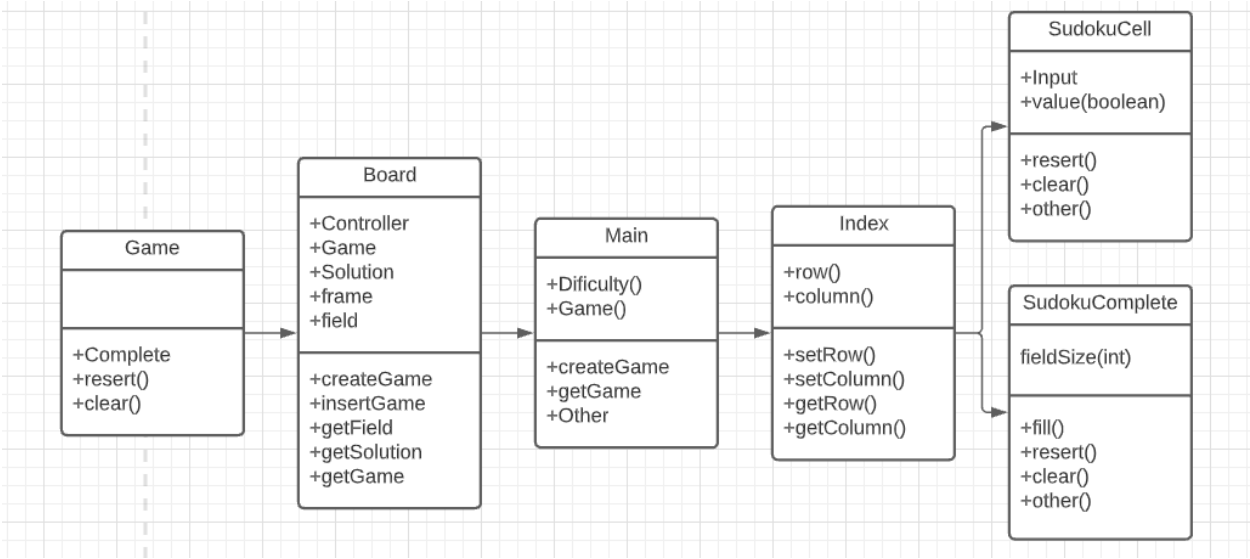 Game
+Complete
+resert()
+clear()
Board
+Controller
+Game
+Solution
+frame
+field
+createGame
+insertGame
+getField
+getSolution
+getGame
Main
+Dificulty()
+Game()
+createGame
+getGame
+Other
Index
+row()
+column()
+setRow()
+setColumn()
+getRow()
+getColumn()
SudokuCell
+Input
+value(boolean)
+resert()
+clear()
+other()
SudokuComplete
fieldSize(int)
+fill()
+resert()
+clear()
+other()